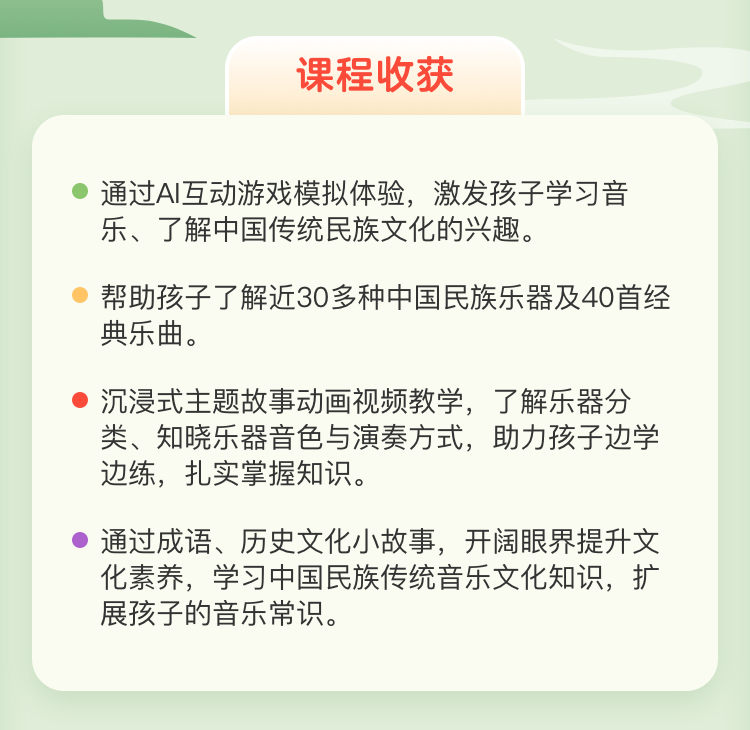 课程收获
通过AI互动游戏模拟体验，激发孩子学习音
乐、了解中国传统民族文化的兴趣。
帮助孩子了解近30多种中国民族乐器及40首经
典乐曲。
沉浸式主题故事动画视频教学，了解乐器分
类、知晓乐器音色与演奏方式，助力孩子边学
边练，扎实掌握知识。
通过成语、历史文化小故事，开阔眼界提升文
化素养，学习中国民族传统音乐文化知识，扩
展孩子的音乐常识。